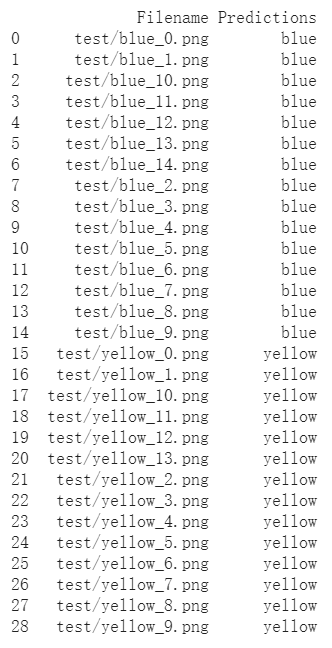 Filename Predictions
0 test/blue_0.png blue
1 test/blue_1.png blue
2 test/blue_10.png blue
3 test/blue_11.png blue
4 test/blue_12.png blue
5 test/blue_13.png blue
6 test/blue_14.png blue
7 test/blue_2.png blue
8 test/blue_3.png blue
9 test/blue_4.png blue
10 test/blue_5.png blue
11 test/blue_6.png blue
12 test/blue_7.png blue
13 test/blue_8.png blue
14 test/blue_9.png blue
15 test/yellow_0.png yellow
16 test/yellow_1.png yellow
17 test/yellow_10.png yellow
18 test/yellow_11.png yellow
19 test/yellow_12.png yellow
20 test/yellow_13.png yellow
21 test/yellow_2.png yellow
22 test/yellow_3.png yellow
23 test/yellow_4.png yellow
24 test/yellow_5.png yellow
25 test/yellow_6.png yellow
26 test/yellow_7.png yellow
27 test/yellow_8.png yellow
28 test/yellow_9.png yellow